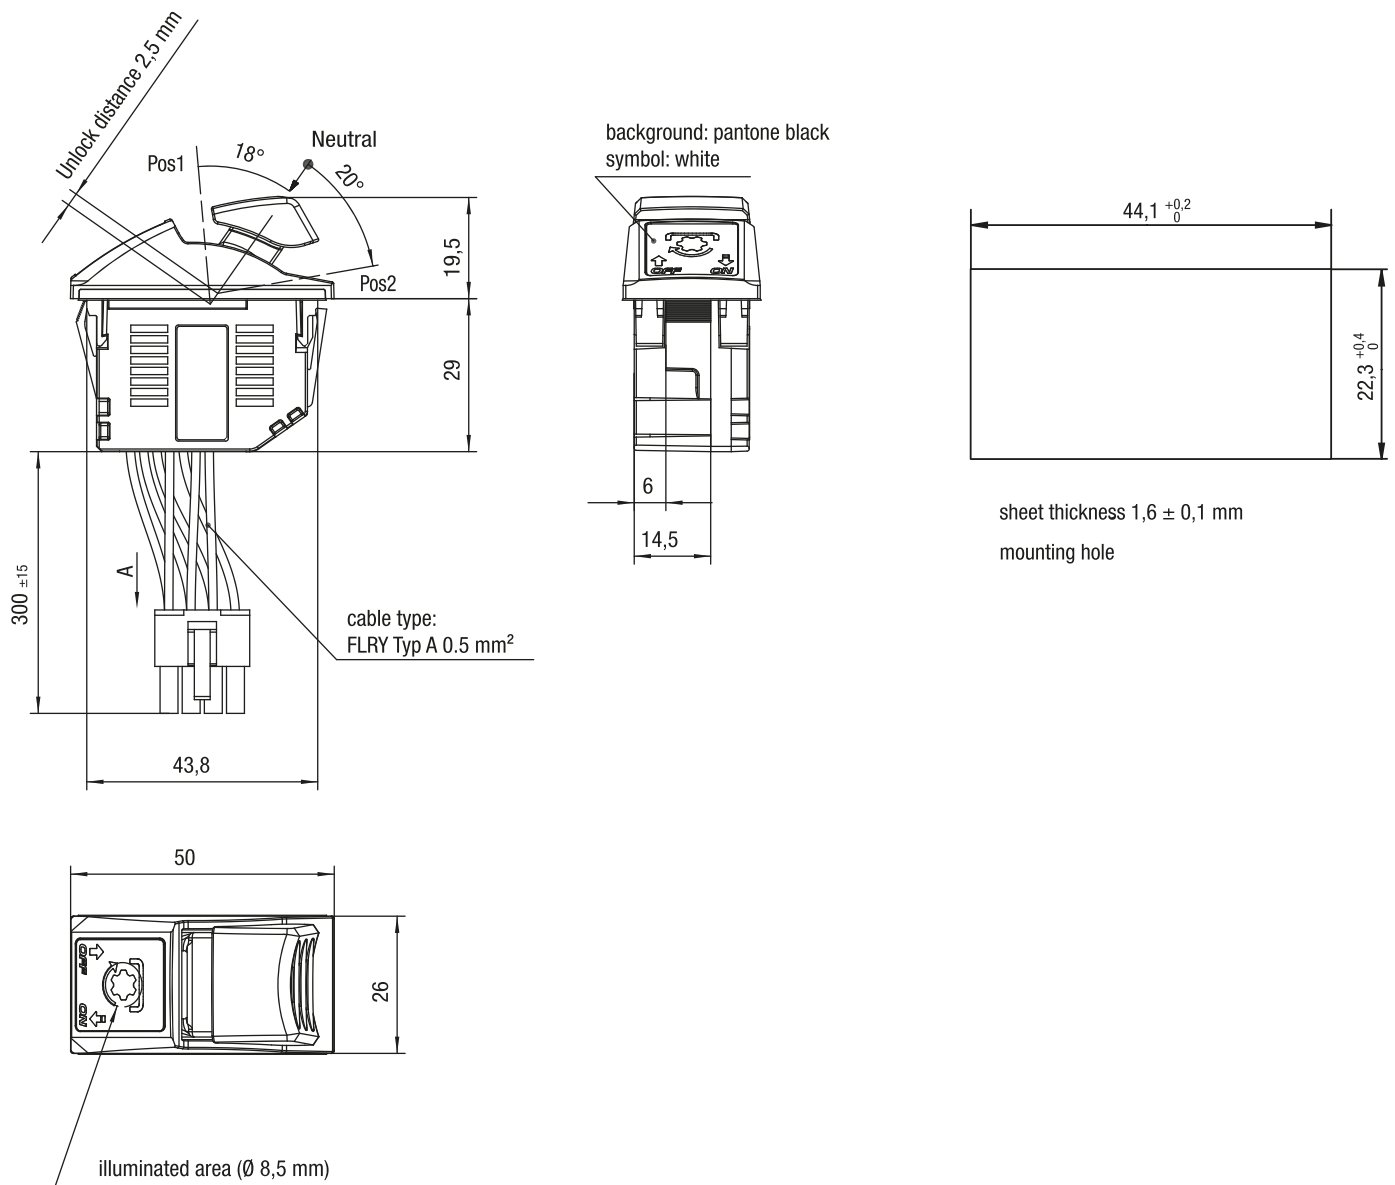 Unlock distance 2,5 mm
Pos1
18°
Neutral
20°
Pos2
19,5
29
300 ±15
A
cable type:
FLRY Typ A 0.5 mm²
43,8
background: pantone black
symbol: white
OFF
ON
6
14,5
44,1 +0,2 0
22,3 +0,4 0
sheet thickness 1,6 ± 0,1 mm
mounting hole
50
26
OFF
ON
illuminated area (Ø 8,5 mm)